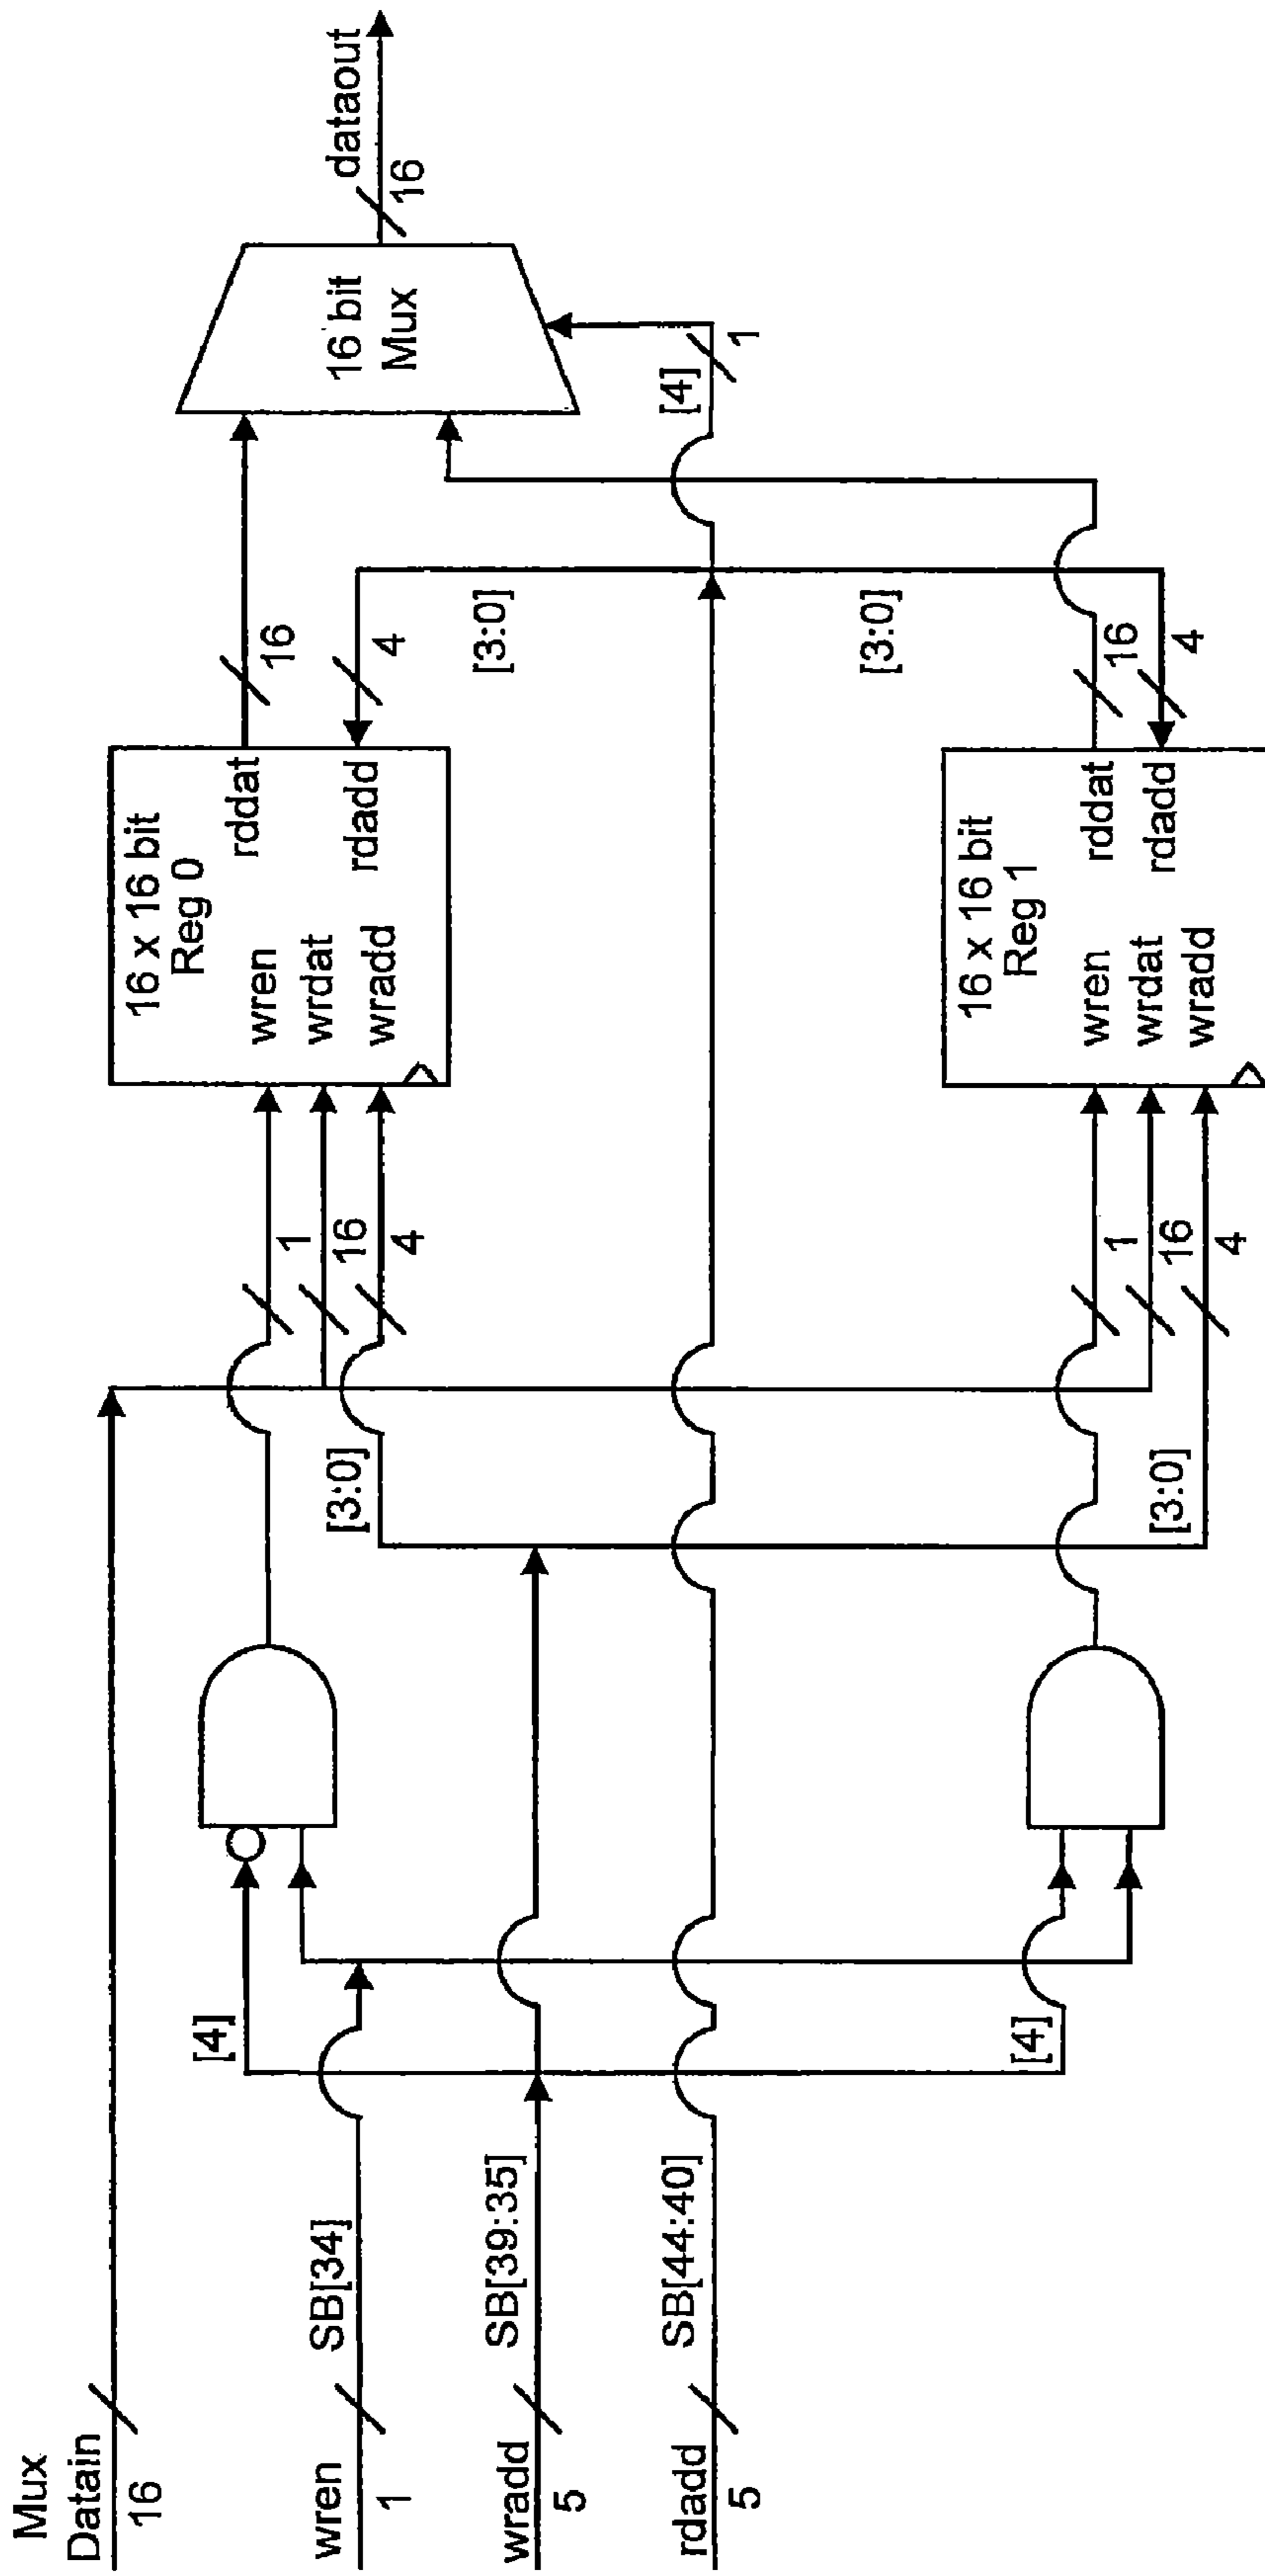 Mux
Datain
16
wren
1
SB[34]
wradd
5
SB[39:35]
rdadd
5
SB[44:40]
[4]
[4]
[3:0]
[3:0]
1
16
4
1
16
4
16 x 16 bit
Reg 0
wren
wrdat
wradd
rddat
rdadd
16 x 16 bit
Reg 1
wren
wrdat
wradd
rddat
rdadd
16
4
[3:0]
[3:0]
16
4
[4]
1
16 bit
Mux
dataout
16